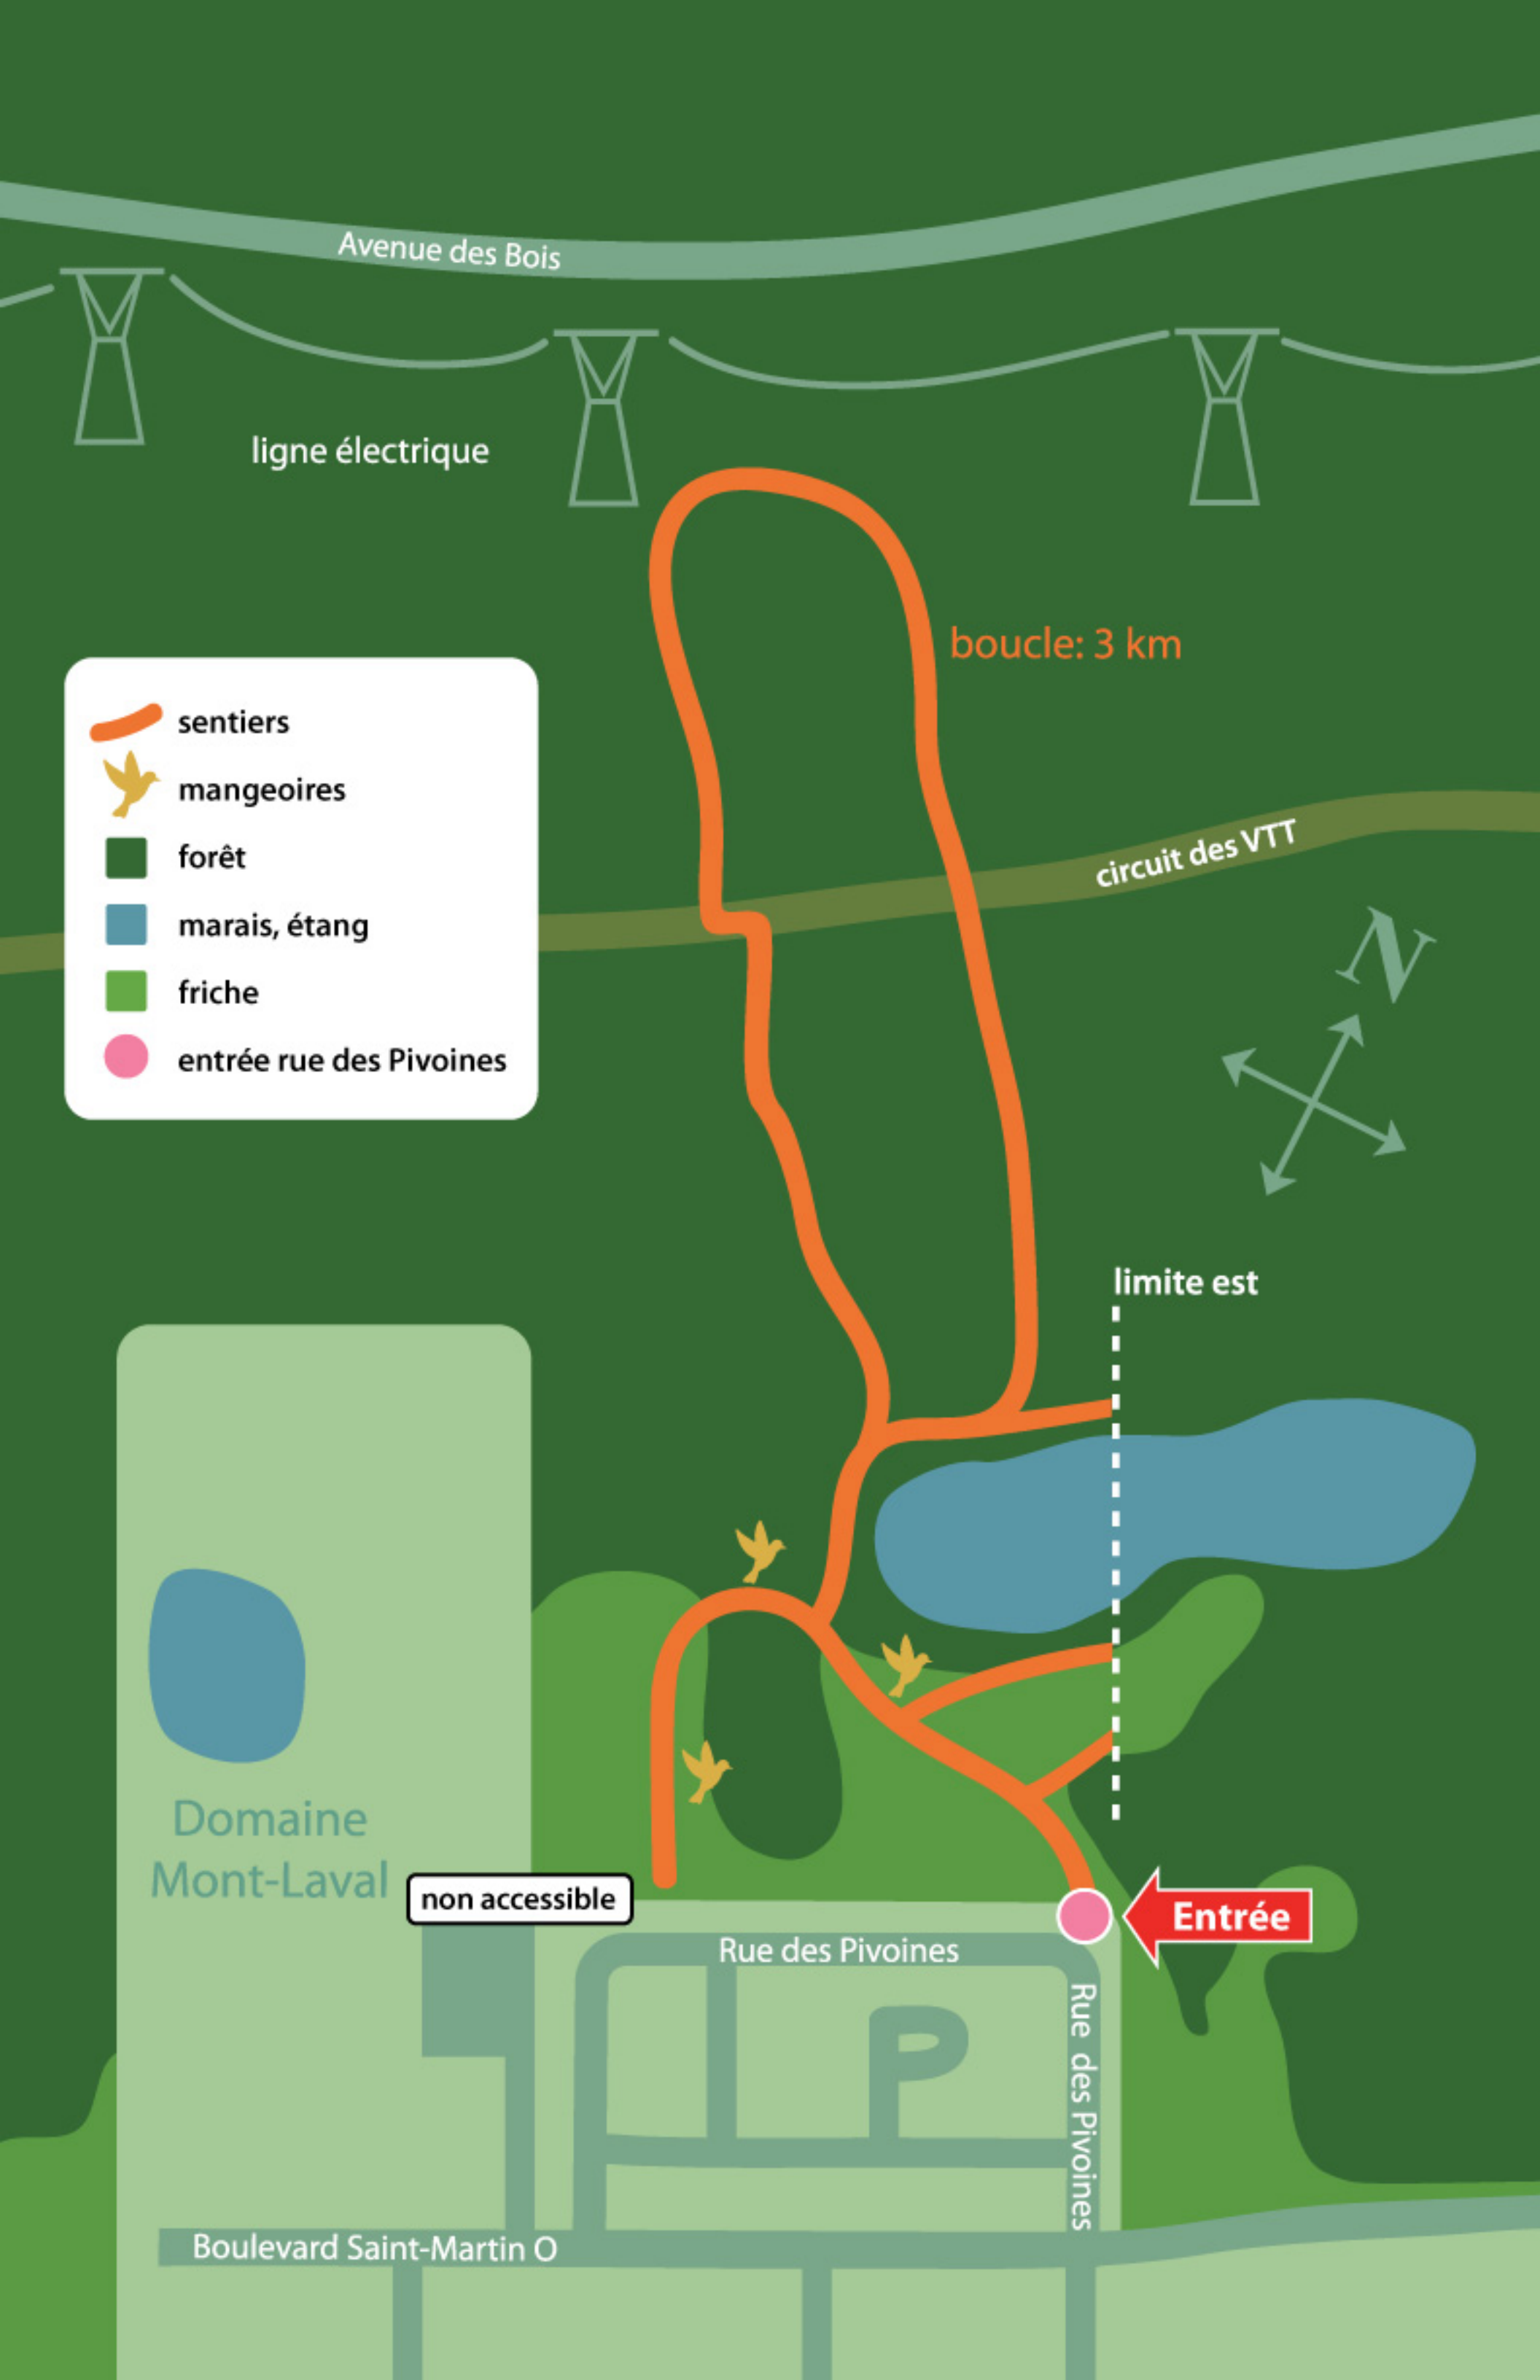 Avenue des Bois
ligne électrique
boucle: 3 km
sentiers
mangeoires
forêt
marais, étang
friche
entrée rue des Pivoines
circuit des VTT
N
limite est
Domaine
Mont-Laval
non accessible
Entrée
Rue des Pivoines
Rue des Pivoines
P
Boulevard Saint-Martin O